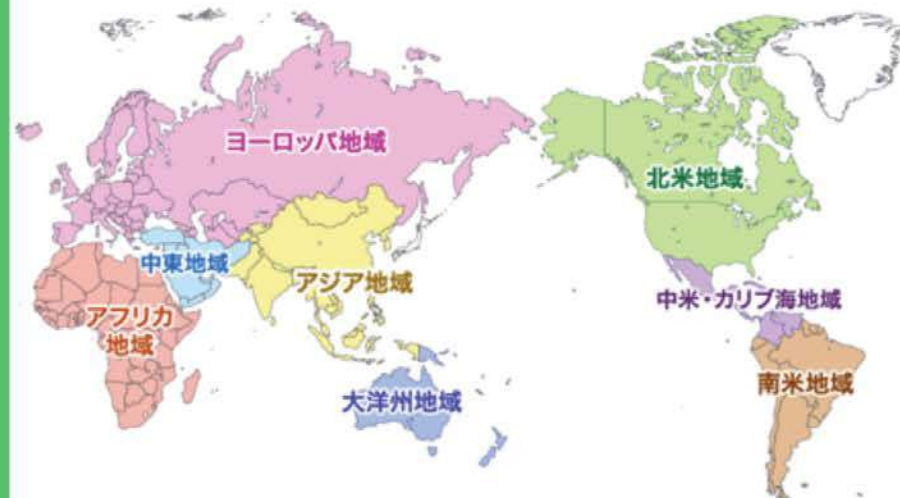 ヨーロッパ地域
北米地域
中東地域
アジア地域
中米・カリブ海地域
アフリカ
地域
南米地域
大洋州地域